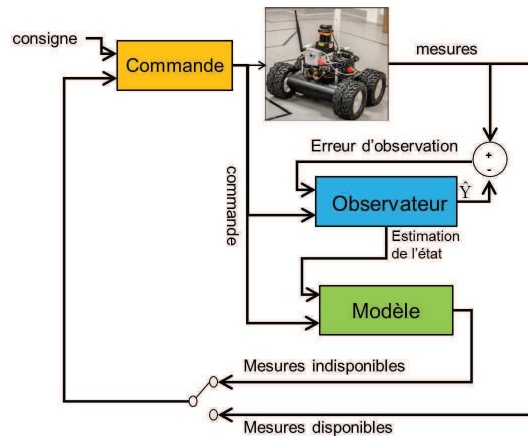 consigne
Commande
mesures
Erreur d'observation
+
-
Ŷ
commande
Observateur
Estimation
de l'état
Modèle
Mesures indisponibles
Mesures disponibles